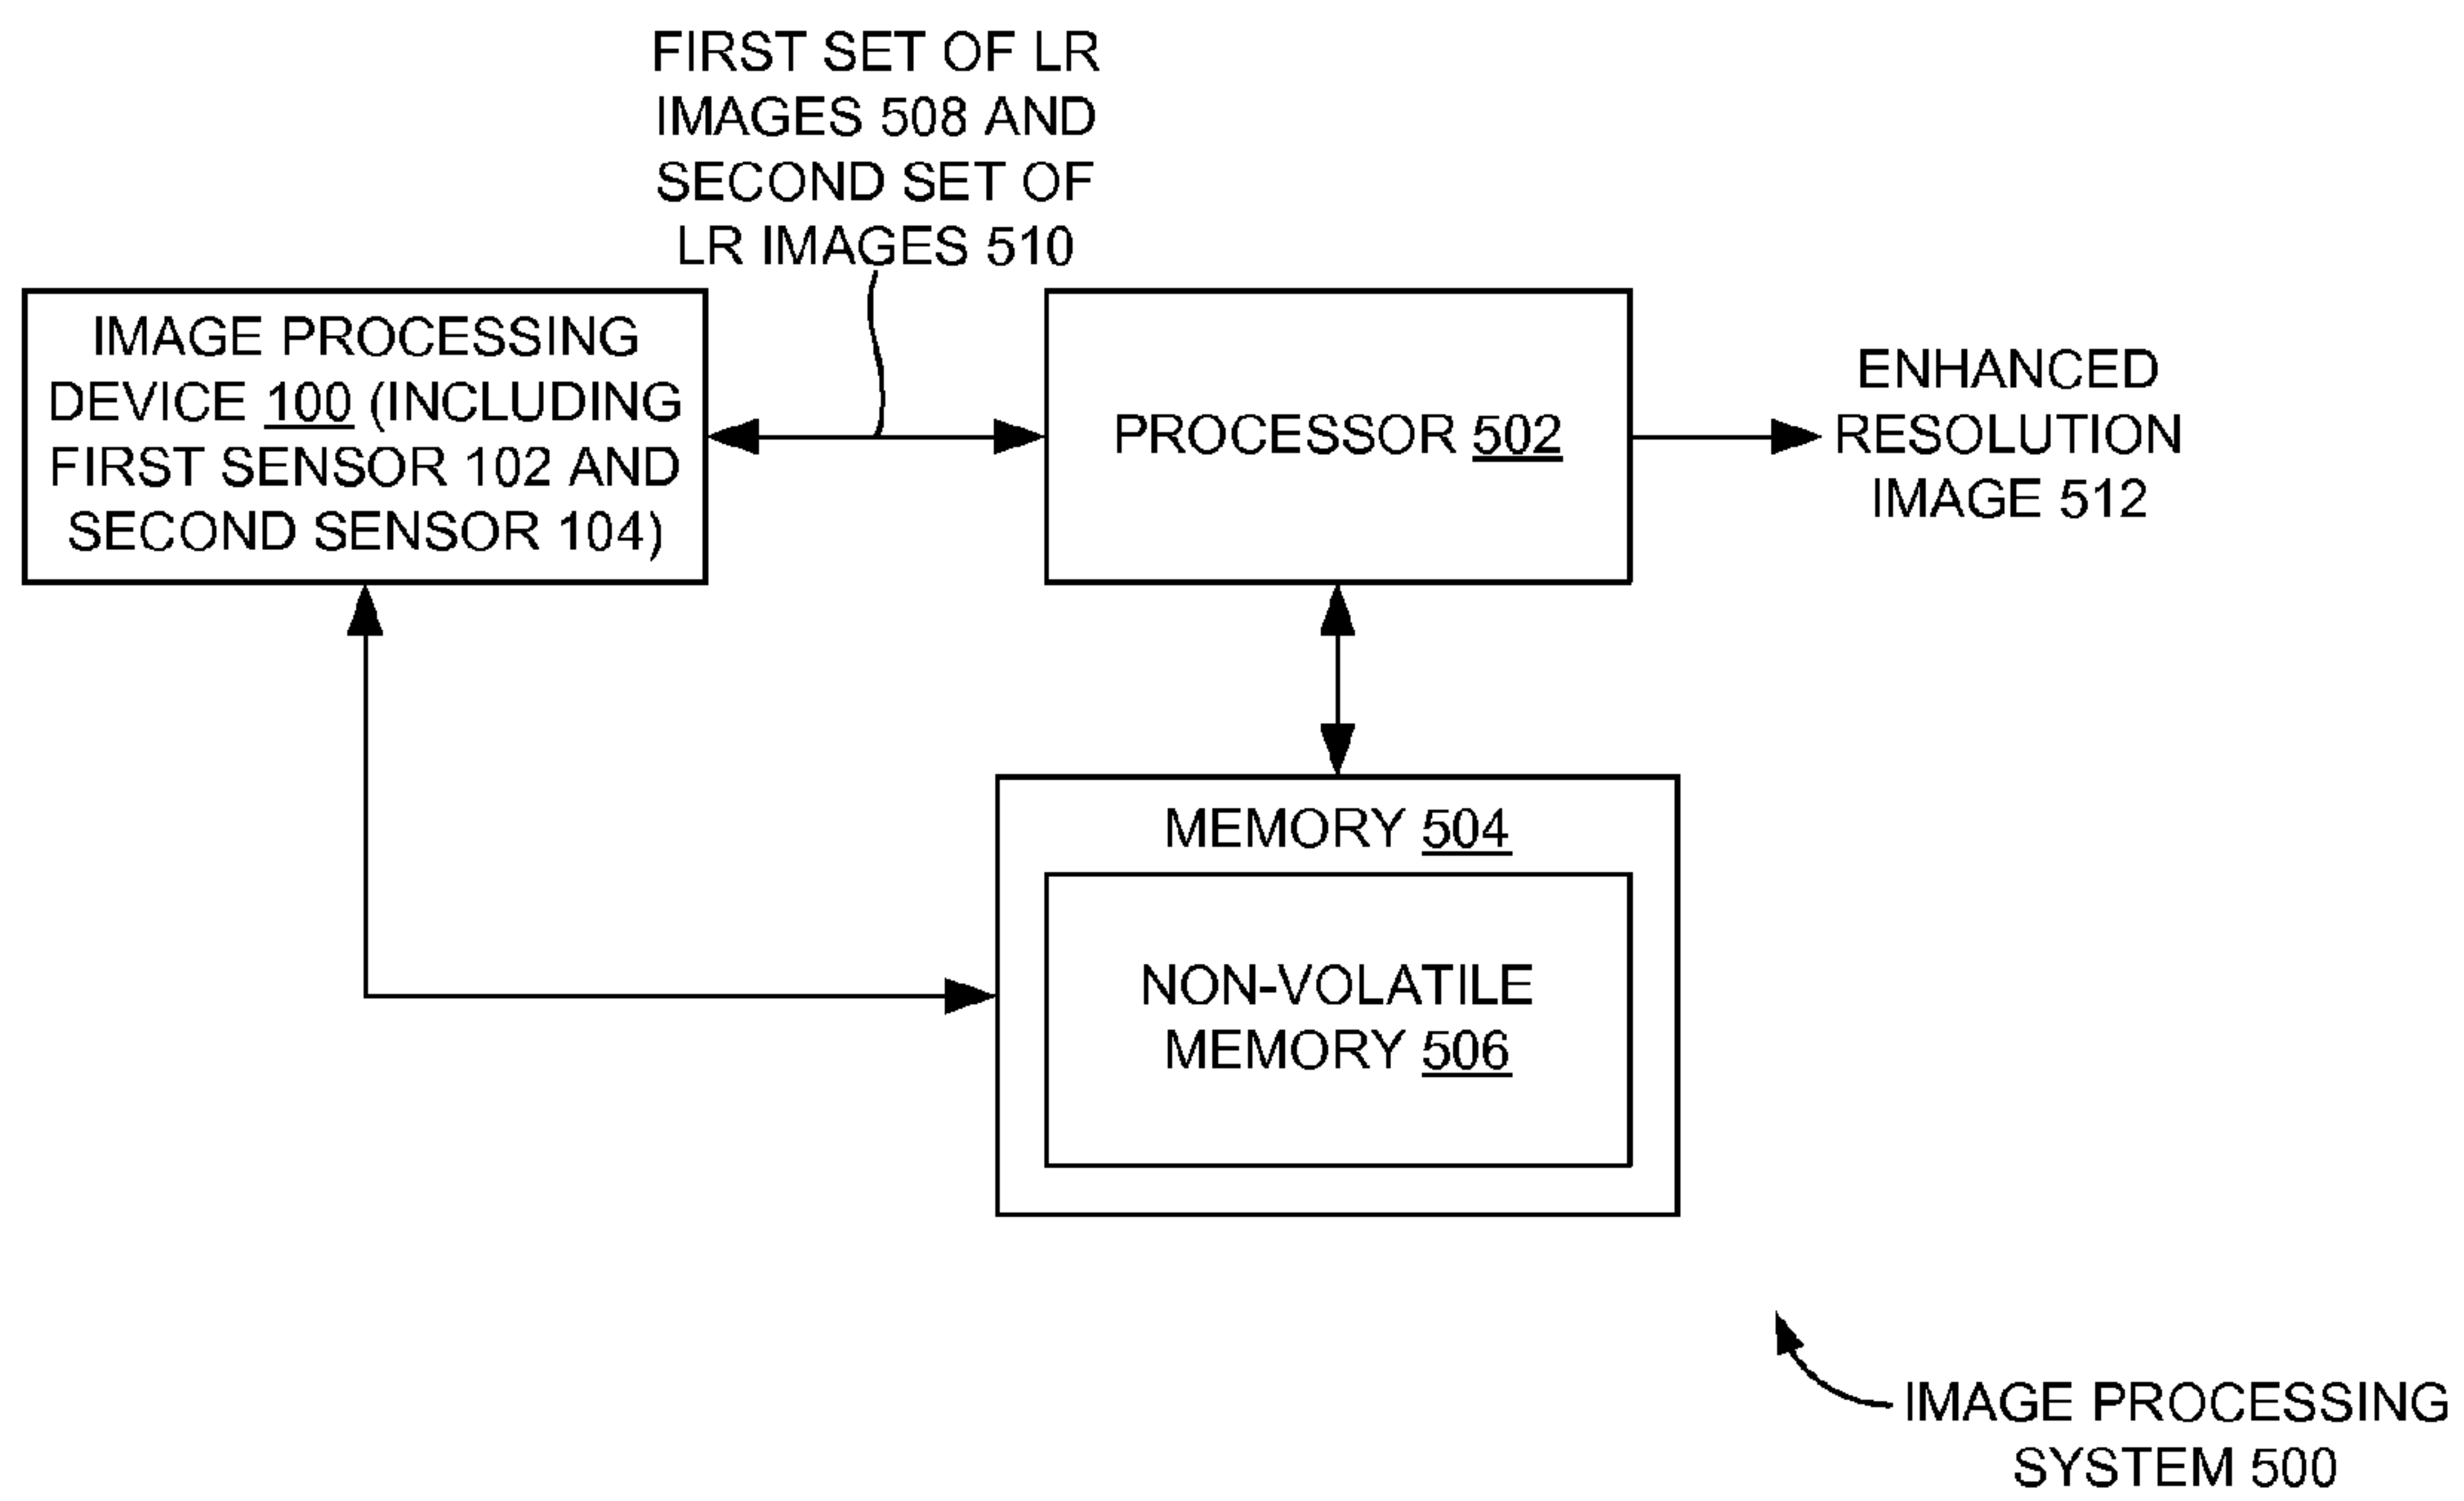 FIRST SET OF LR
IMAGES 508 AND
SECOND SET OF
LR IMAGES 510
IMAGE PROCESSING
DEVICE 100 (INCLUDING
FIRST SENSOR 102 AND
SECOND SENSOR 104)
PROCESSOR 502
ENHANCED
RESOLUTION
IMAGE 512
MEMORY 504
NON-VOLATILE
MEMORY 506
IMAGE PROCESSING
SYSTEM 500